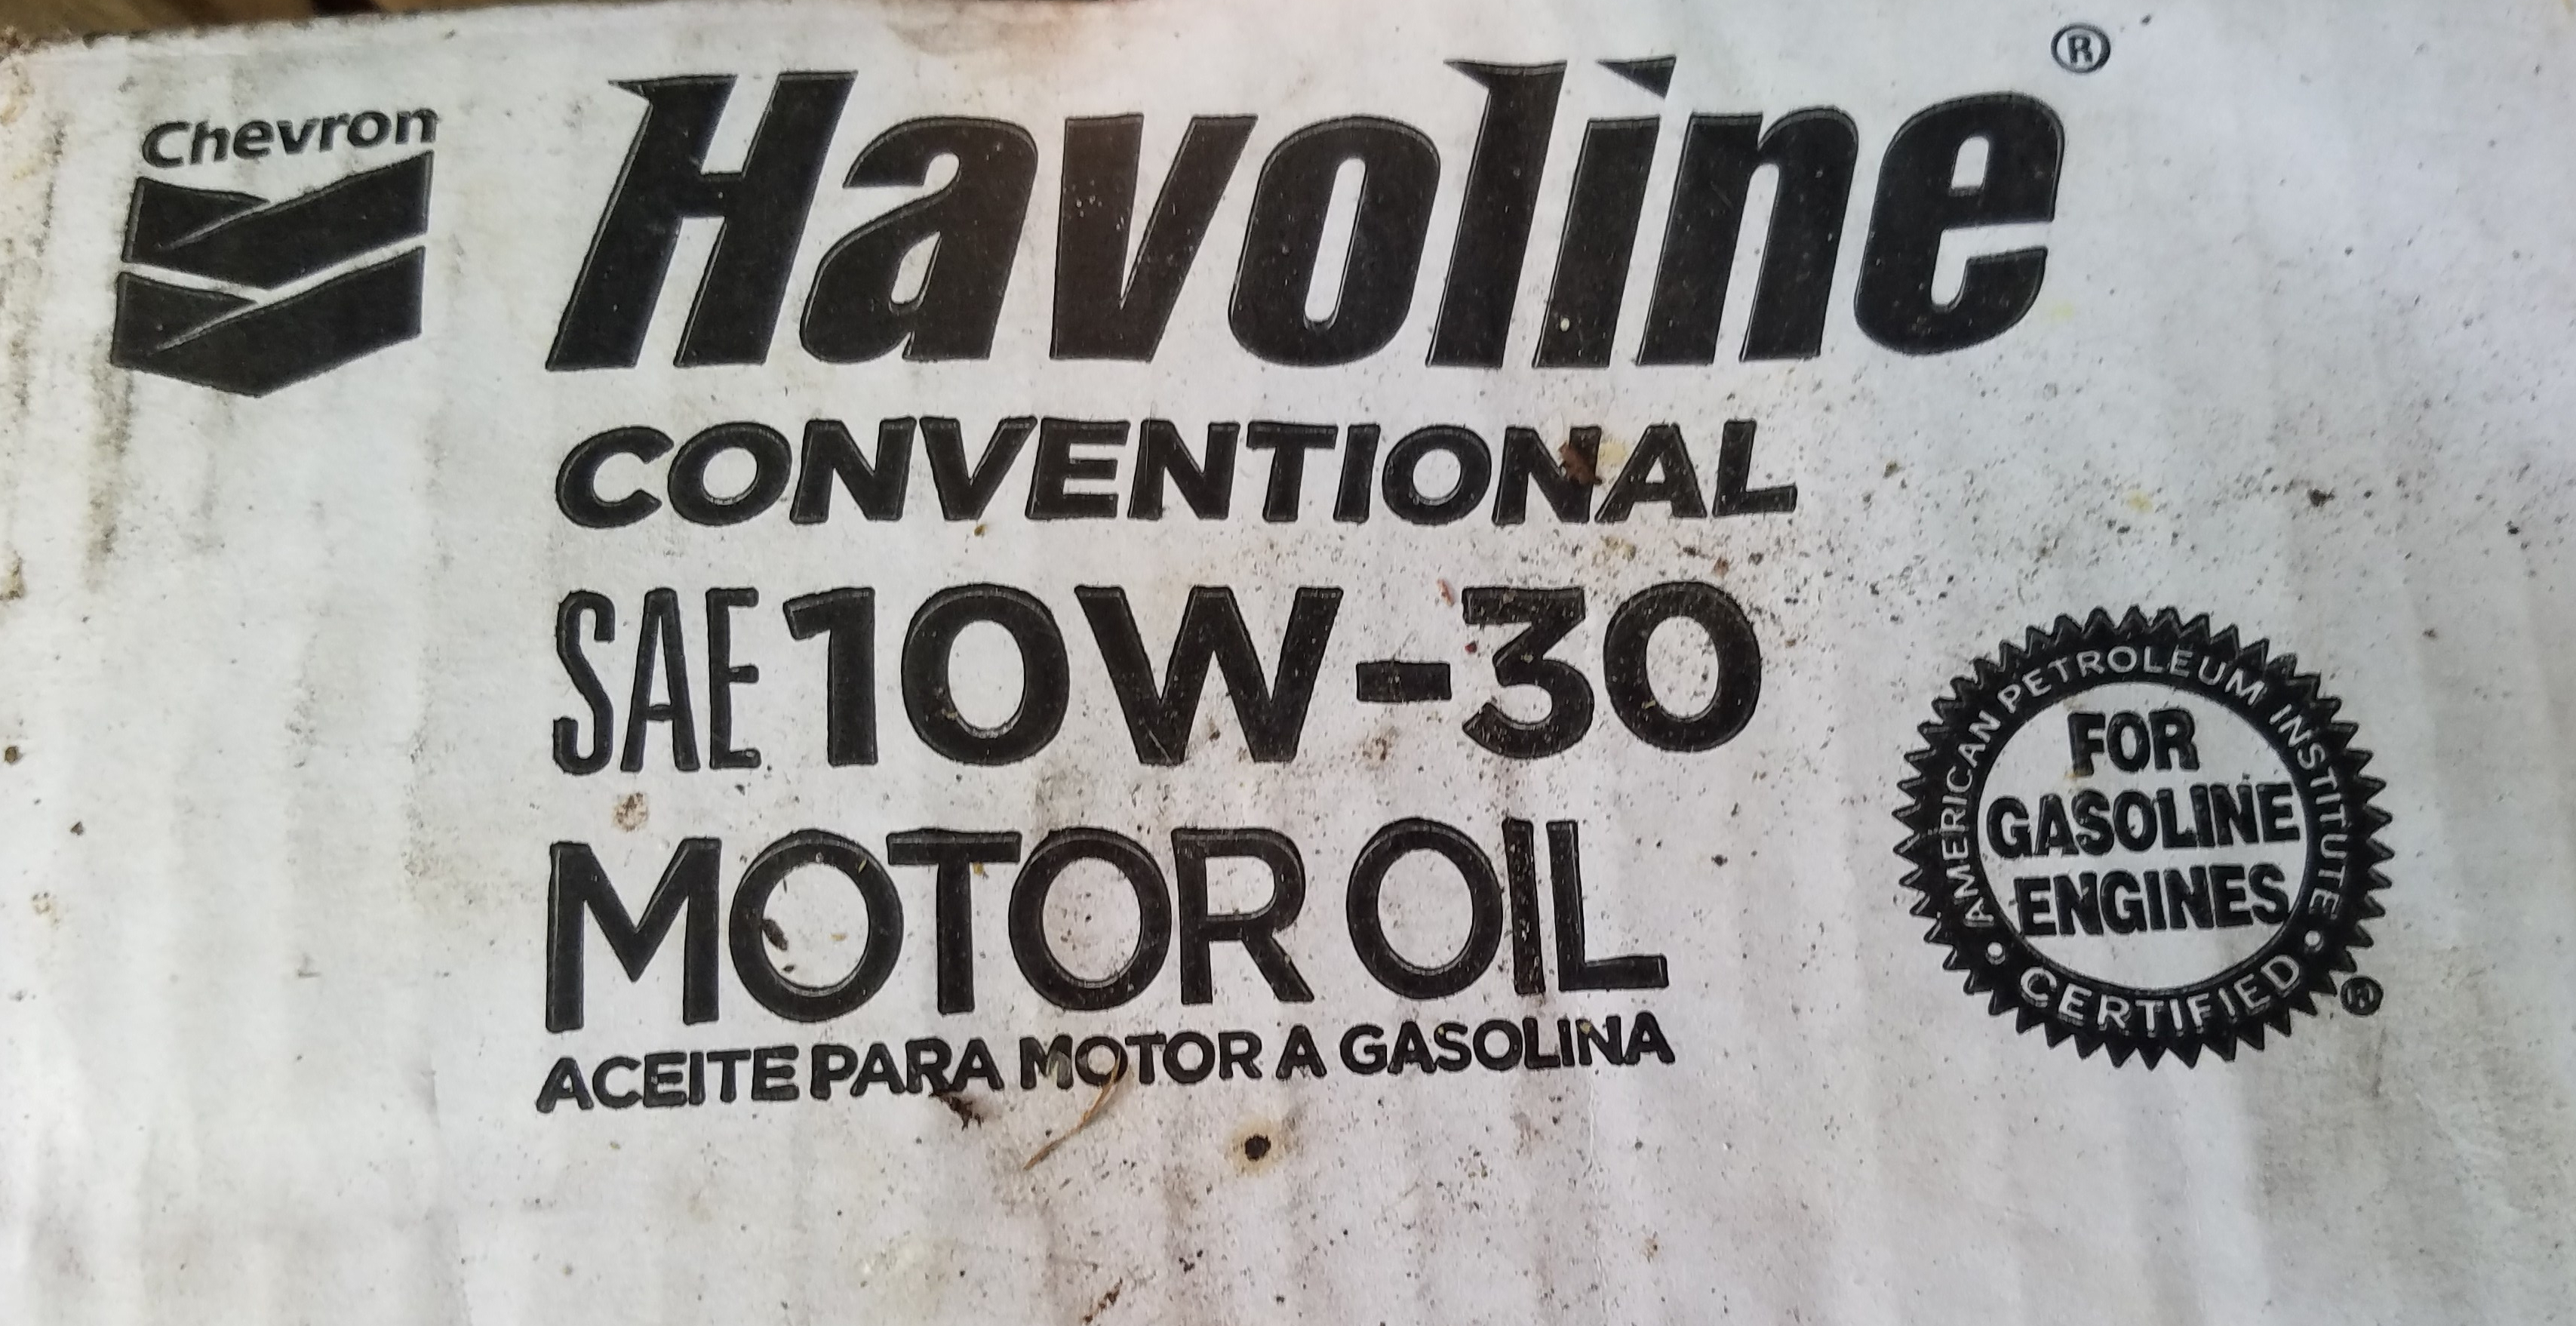 Chevron
Havoline®
CONVENTIONAL
SAE 10W-30
MOTOR OIL
ACEITE PARA MOTOR A GASOLINA
AMERICAN PETROLEUM INSTITUTE
FOR
GASOLINE
ENGINES
CERTIFIED
®